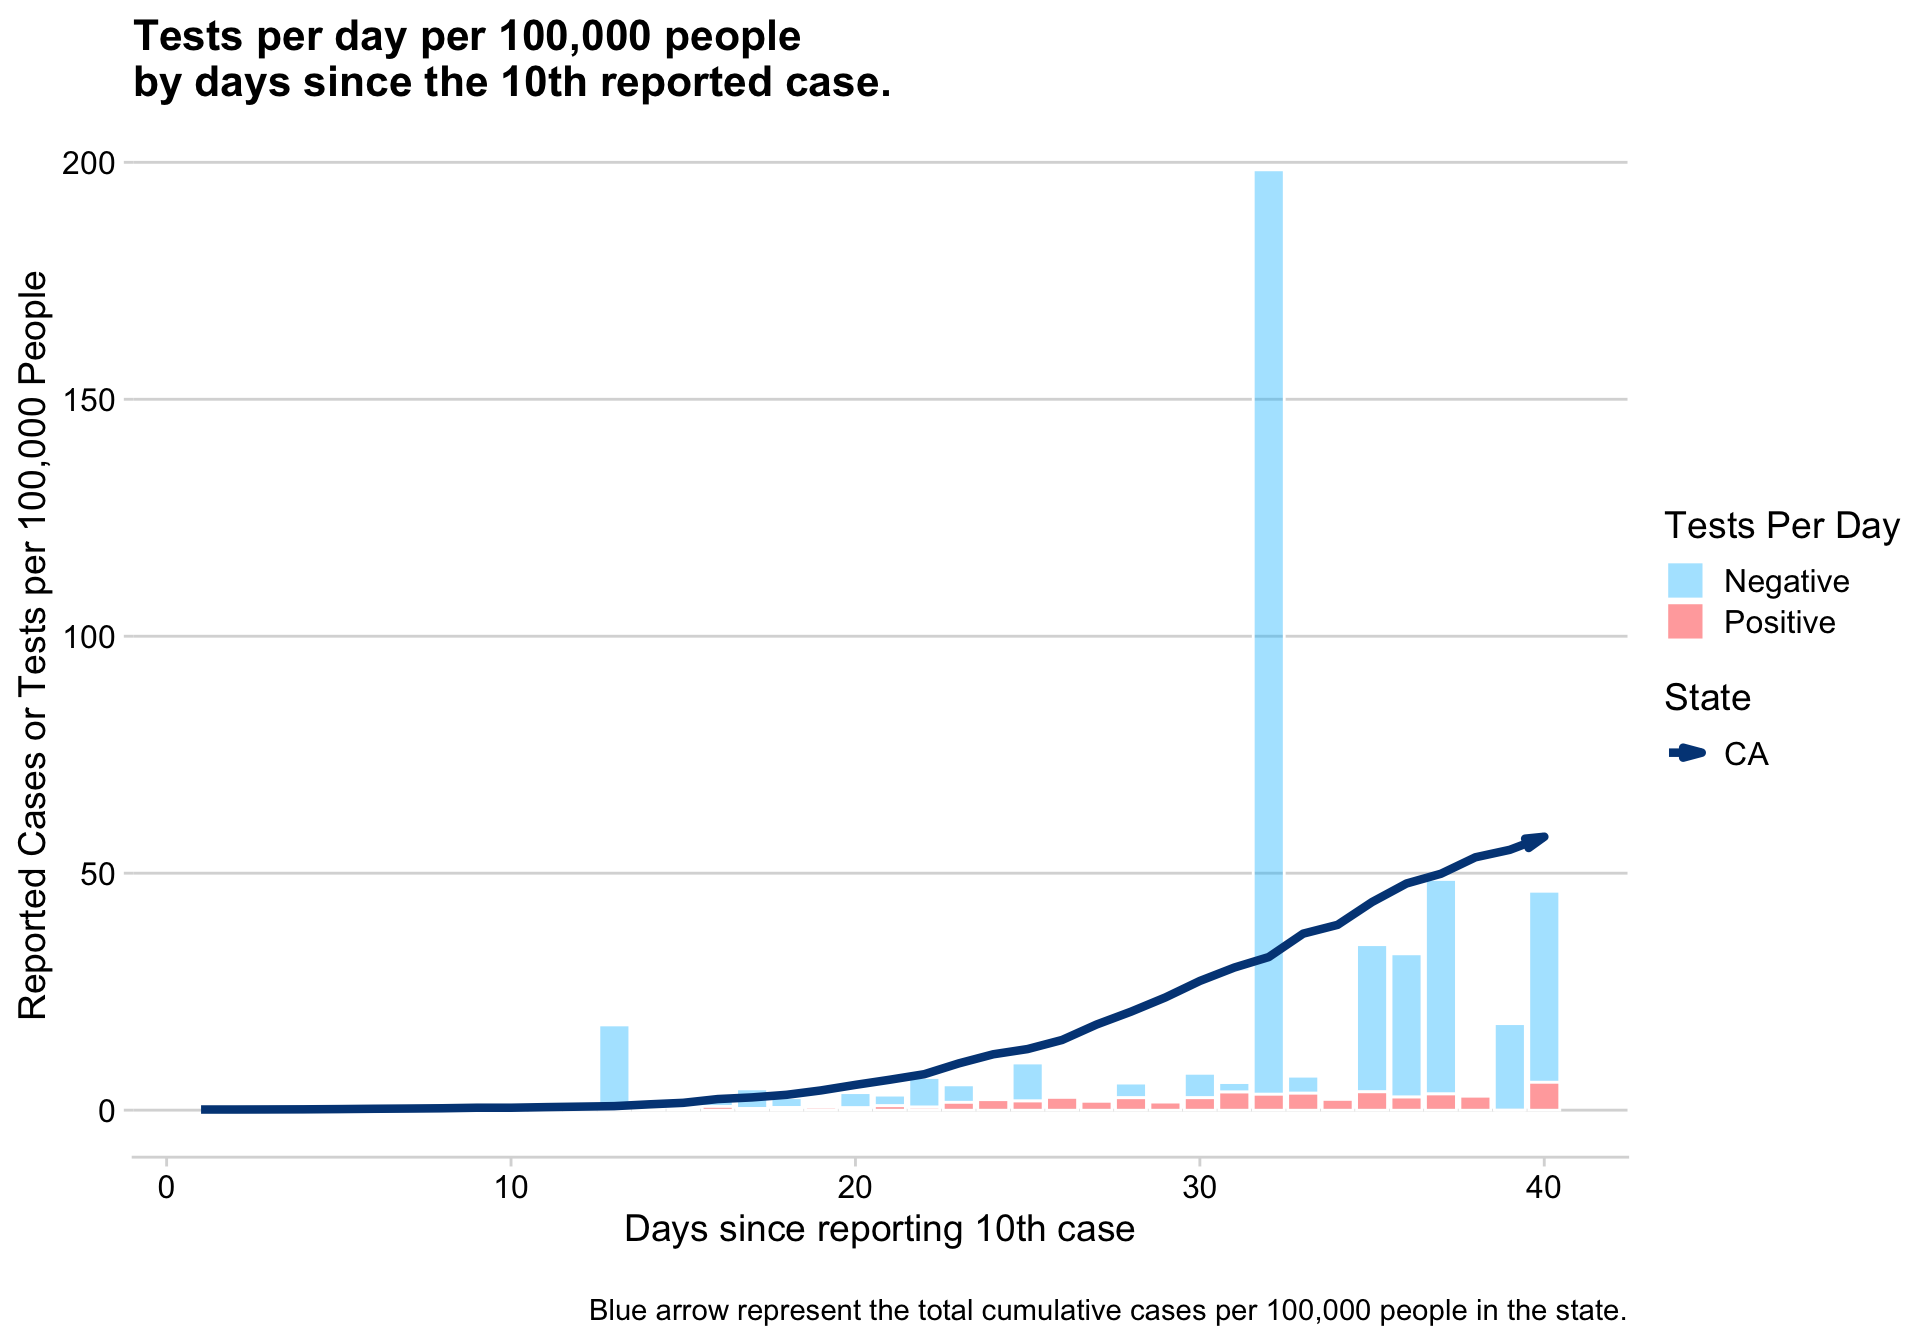 Tests per day per 100,000 people
by days since the 10th reported case.
Reported Cases or Tests per 100,000 People
200
150
100
50
0
0 10 20 30 40
Days since reporting 10th case
Tests Per Day
Negative
Positive
State
CA
Blue arrow represent the total cumulative cases per 100,000 people in the state.